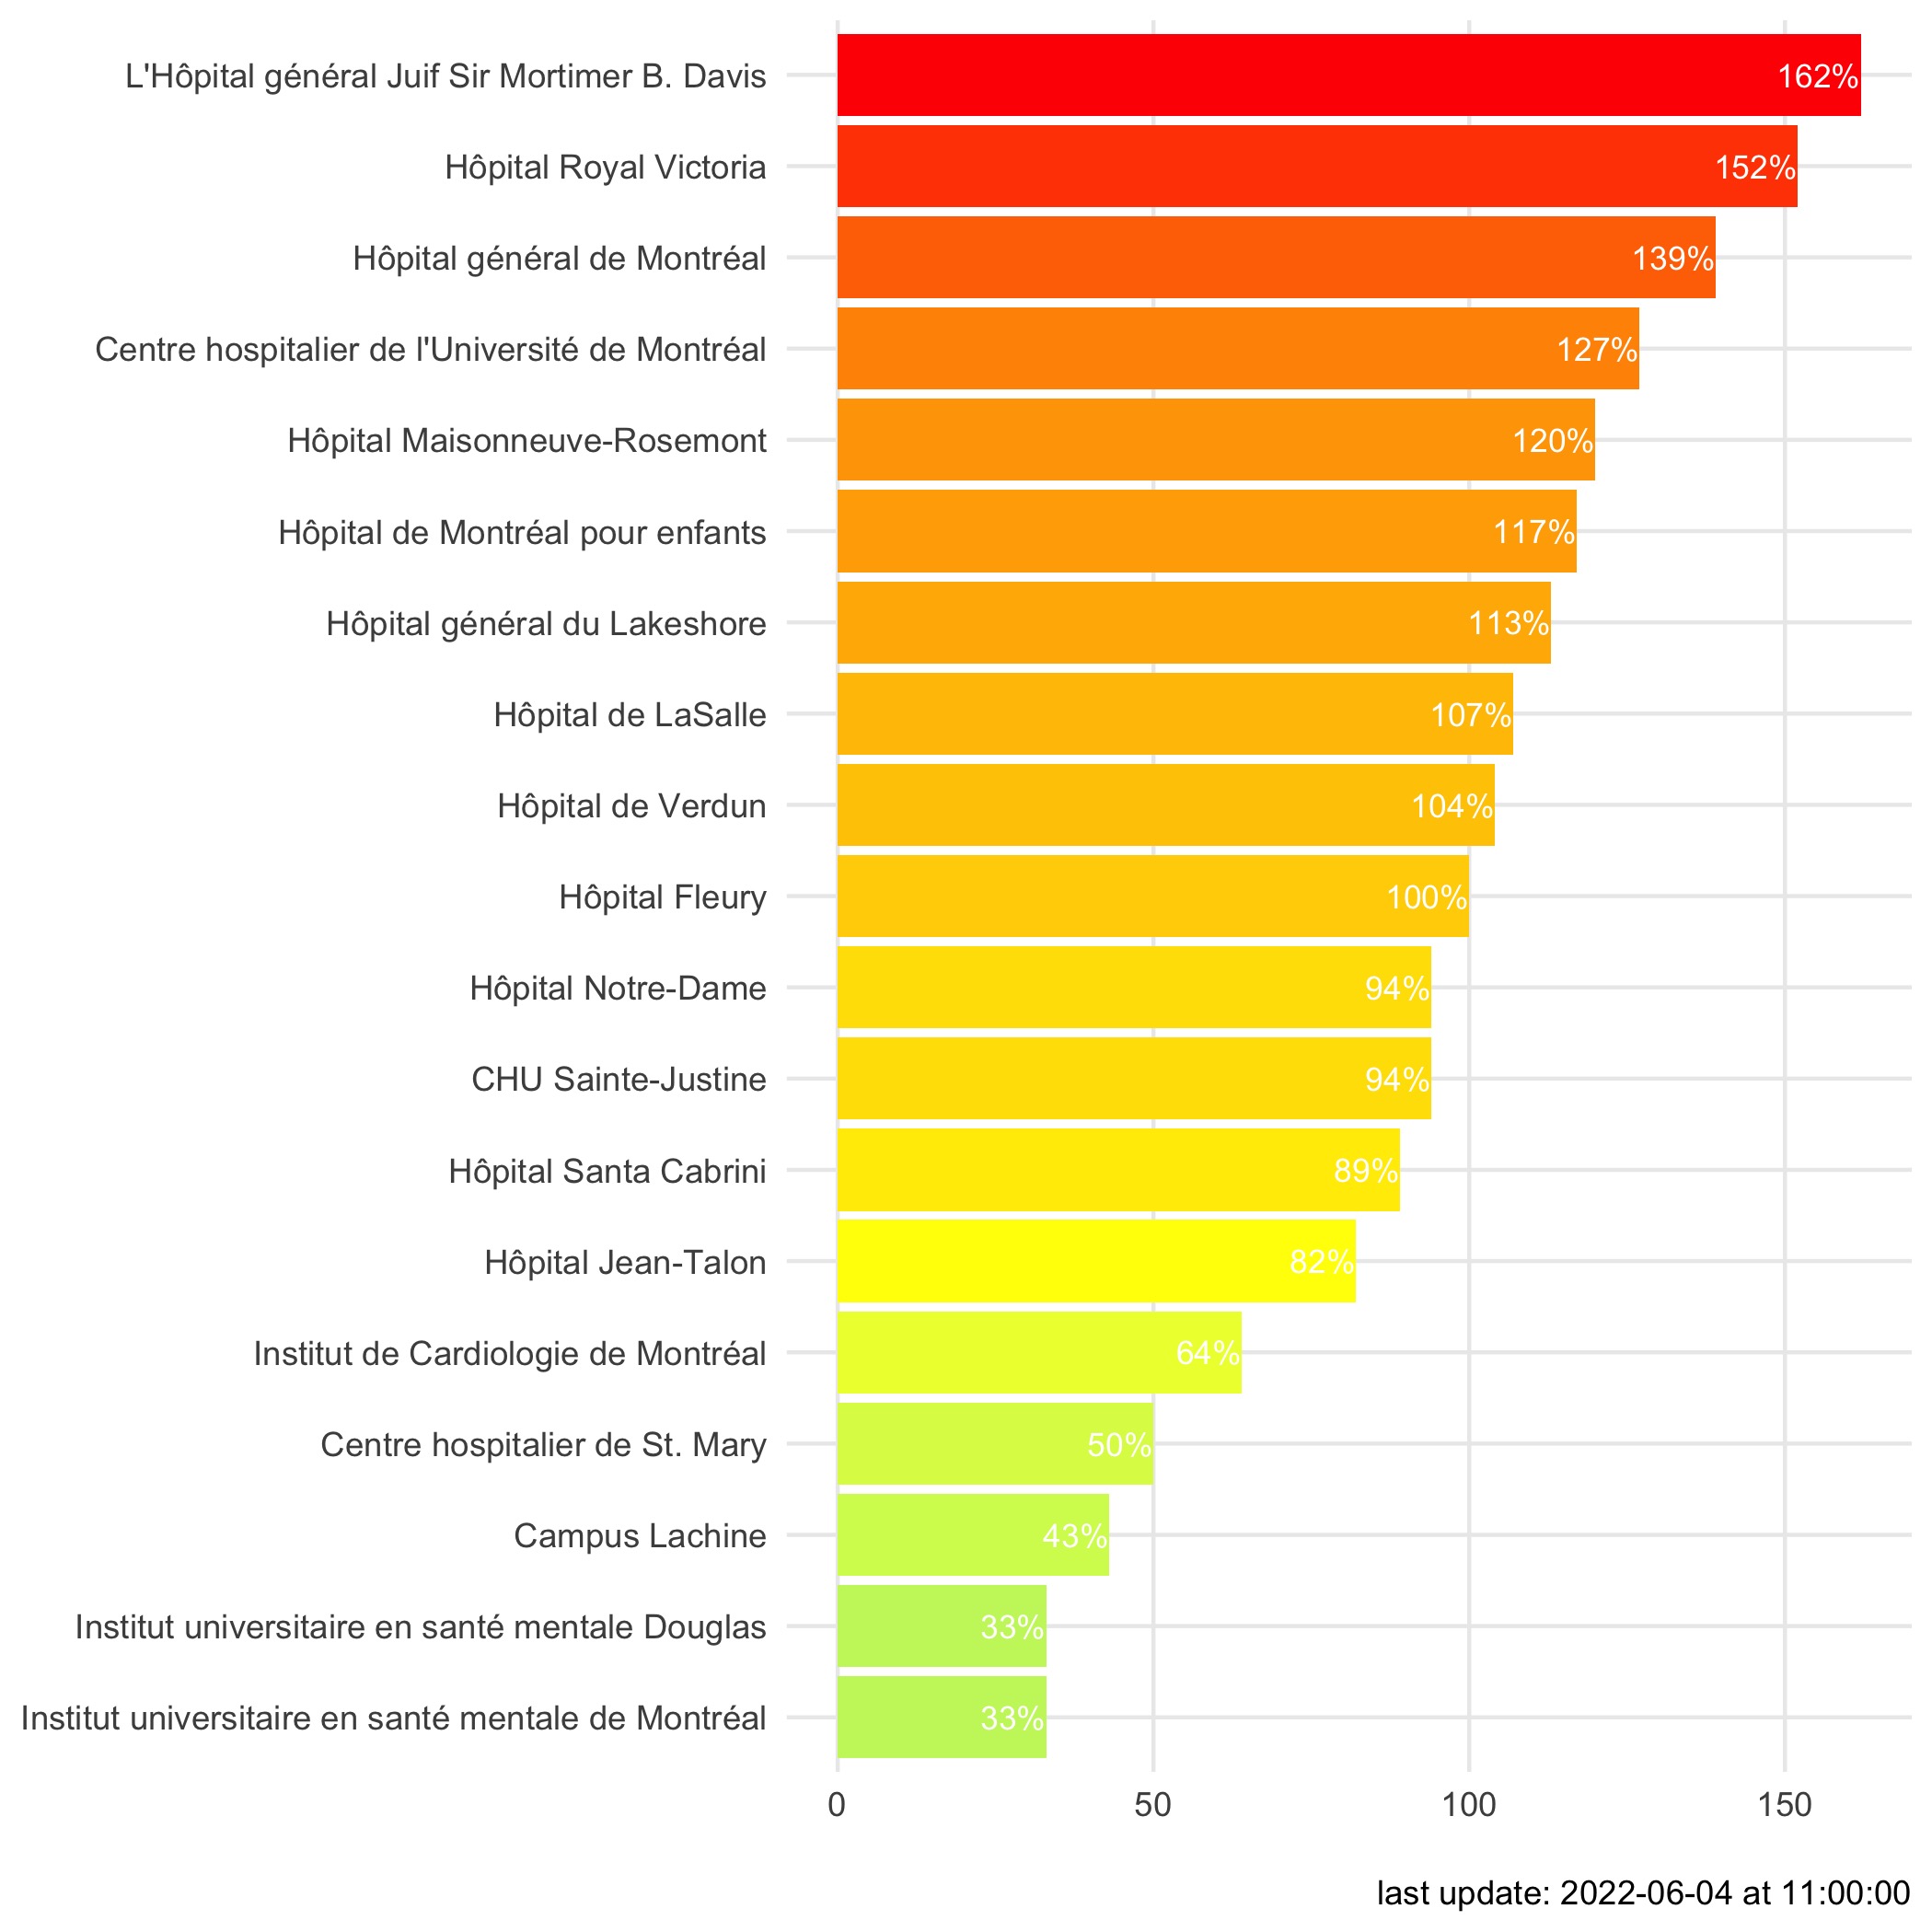 L'Hôpital général Juif Sir Mortimer B. Davis 162%
Hôpital Royal Victoria 152%
Hôpital général de Montréal 139%
Centre hospitalier de l'Université de Montréal 127%
Hôpital Maisonneuve-Rosemont 120%
Hôpital de Montréal pour enfants 117%
Hôpital général du Lakeshore 113%
Hôpital de LaSalle 107%
Hôpital de Verdun 104%
Hôpital Fleury 100%
Hôpital Notre-Dame 94%
CHU Sainte-Justine 94%
Hôpital Santa Cabrini 89%
Hôpital Jean-Talon 82%
Institut de Cardiologie de Montréal 64%
Centre hospitalier de St. Mary 50%
Campus Lachine 43%
Institut universitaire en santé mentale Douglas 33%
Institut universitaire en santé mentale de Montréal 33%
0 50 100 150
last update: 2022-06-04 at 11:00:00